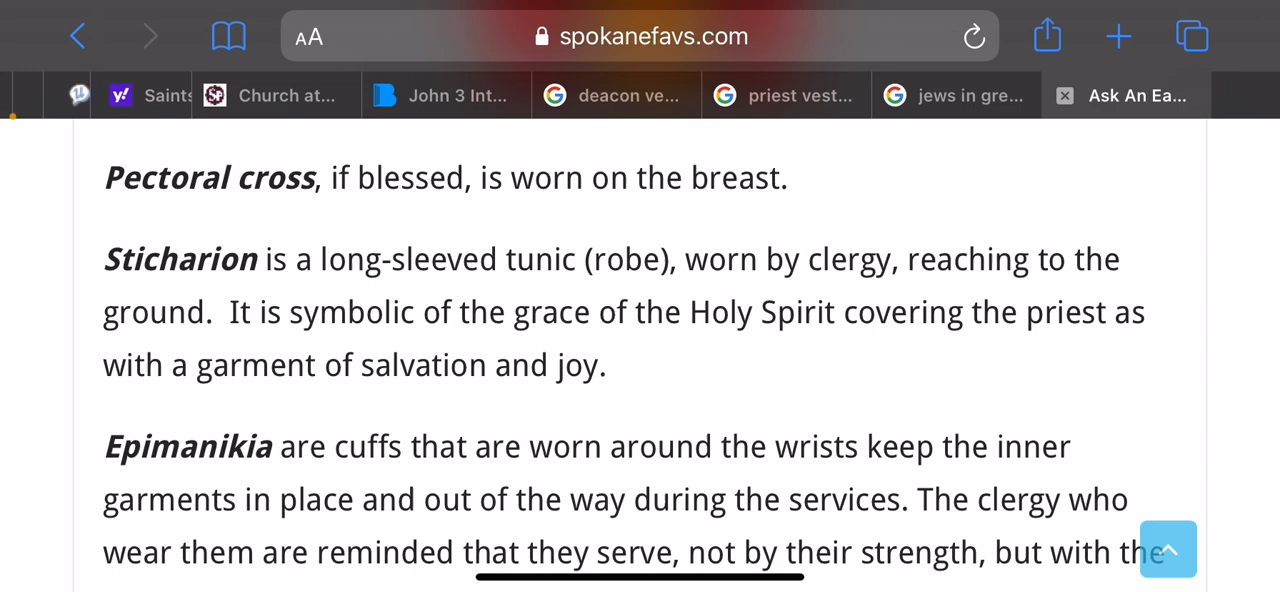 AA spokanefavs.com
y! Saints SP Church at... John 3 Int... G deacon ve... G priest vest... G jews in gre... Ask An Ea...
Pectoral cross, if blessed, is worn on the breast.
Sticharion is a long-sleeved tunic (robe), worn by clergy, reaching to the
ground.  It is symbolic of the grace of the Holy Spirit covering the priest as
with a garment of salvation and joy.
Epimanikia are cuffs that are worn around the wrists keep the inner
garments in place and out of the way during the services. The clergy who
wear them are reminded that they serve, not by their strength, but with the